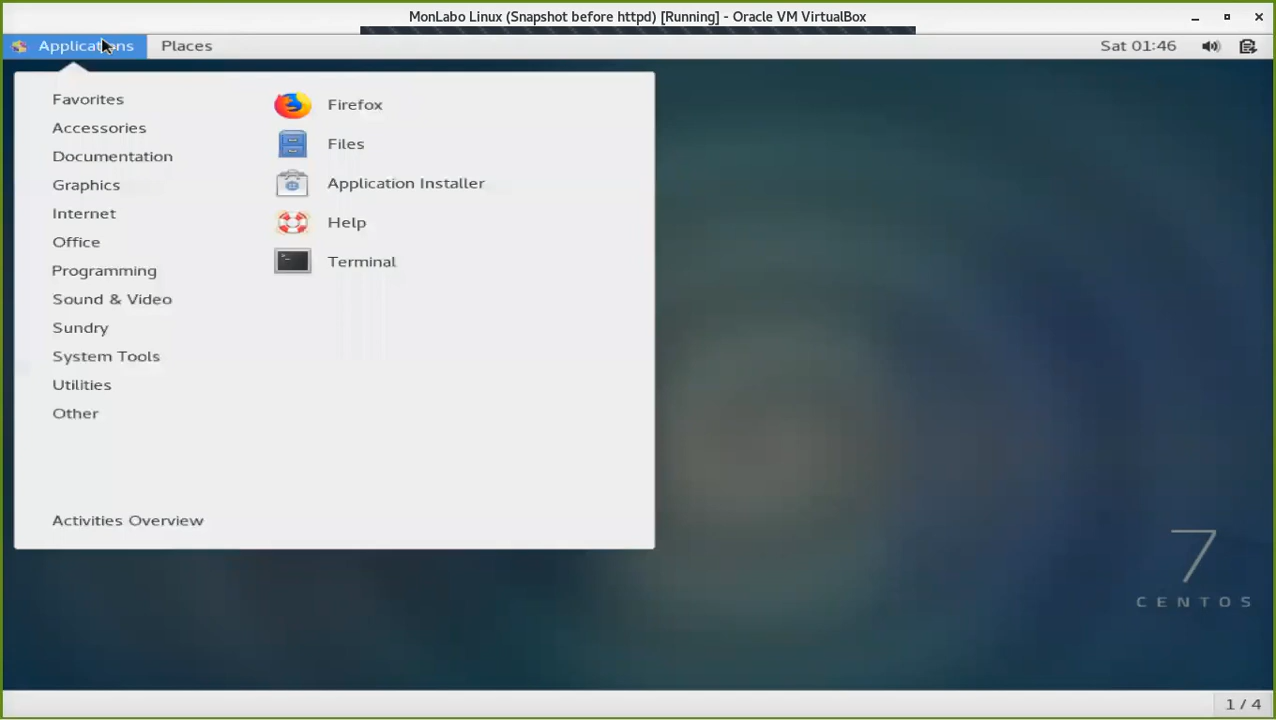 MonLabo Linux (Snapshot before httpd) [Running] - Oracle VM VirtualBox
Applications Places Sat 01:46
Favorites
Accessories
Documentation
Graphics
Internet
Office
Programming
Sound & Video
Sundry
System Tools
Utilities
Other
Activities Overview
Firefox
Files
Application Installer
Help
Terminal
7
CENTOS
1 / 4